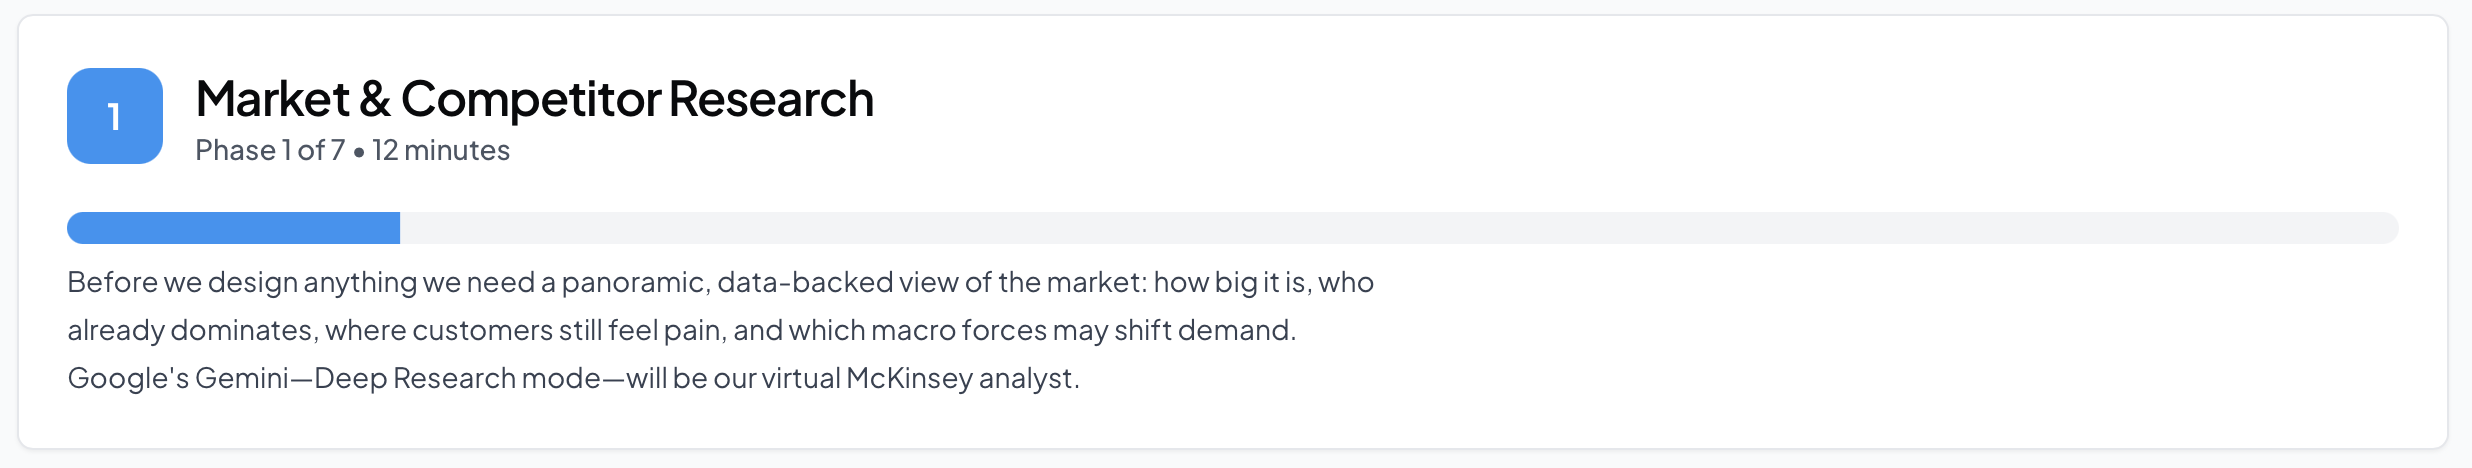 1
Market & Competitor Research
Phase 1 of 7 • 12 minutes
Before we design anything we need a panoramic, data-backed view of the market: how big it is, who
already dominates, where customers still feel pain, and which macro forces may shift demand.
Google's Gemini—Deep Research mode—will be our virtual McKinsey analyst.